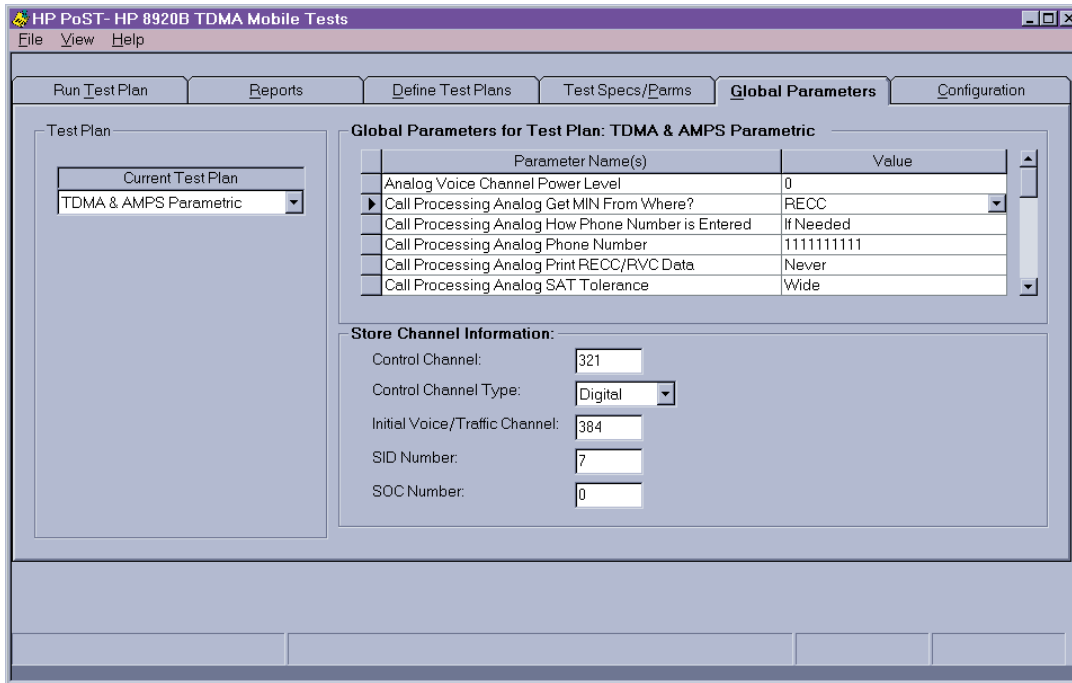 HP PoST- HP 8920B TDMA Mobile Tests
File View Help
Run Test Plan Reports Define Test Plans Test Specs/Parms Global Parameters Configuration
Test Plan
Current Test Plan
TDMA & AMPS Parametric
Global Parameters for Test Plan: TDMA & AMPS Parametric
Parameter Name(s) Value
Analog Voice Channel Power Level 0
Call Processing Analog Get MIN From Where? RECC
Call Processing Analog How Phone Number is Entered If Needed
Call Processing Analog Phone Number 1111111111
Call Processing Analog Print RECC/RVC Data Never
Call Processing Analog SAT Tolerance Wide
Store Channel Information:
Control Channel: 321
Control Channel Type: Digital
Initial Voice/Traffic Channel: 384
SID Number: 7
SOC Number: 0